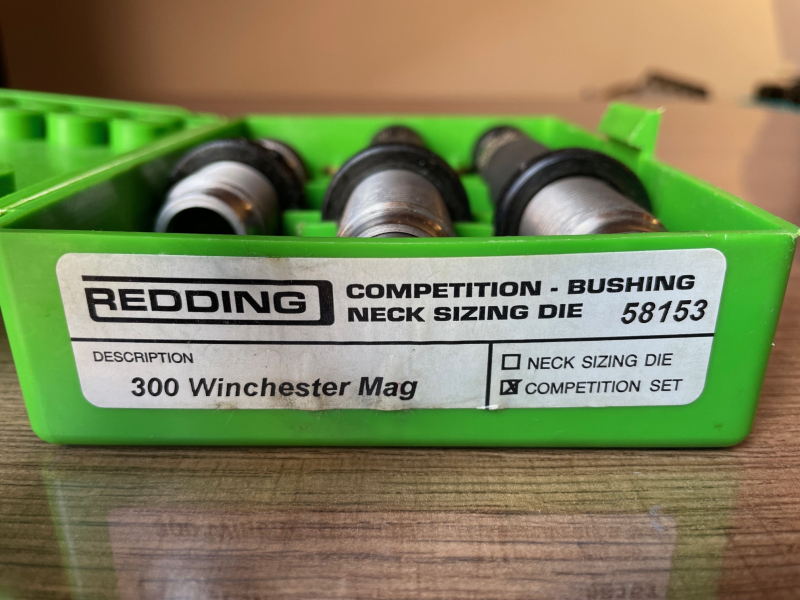 REDDING
COMPETITION - BUSHING
NECK SIZING DIE 58153
DESCRIPTION
300 Winchester Mag
NECK SIZING DIE
COMPETITION SET